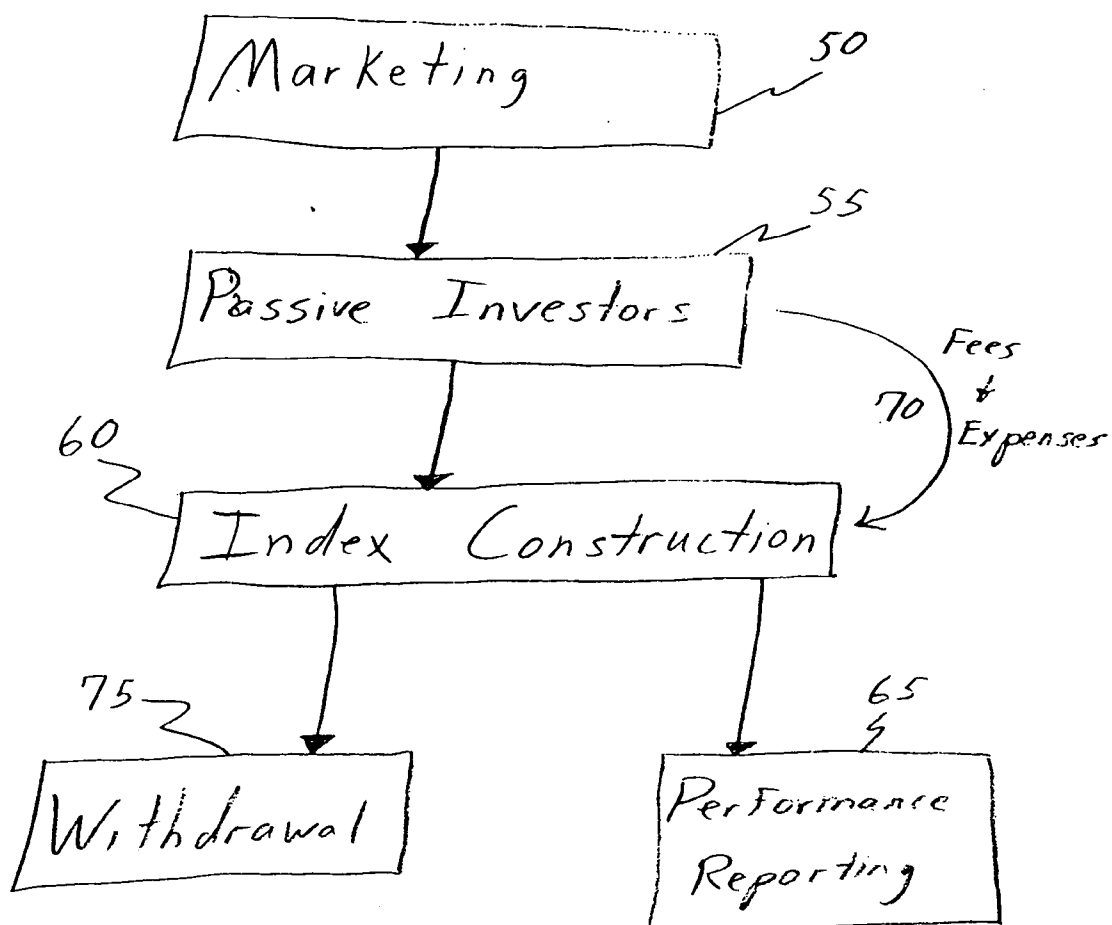 Marketing
50
55
Passive Investors
Fees
&
Expenses
70
60
Index Construction
75
65
Withdrawal
Performance
Reporting